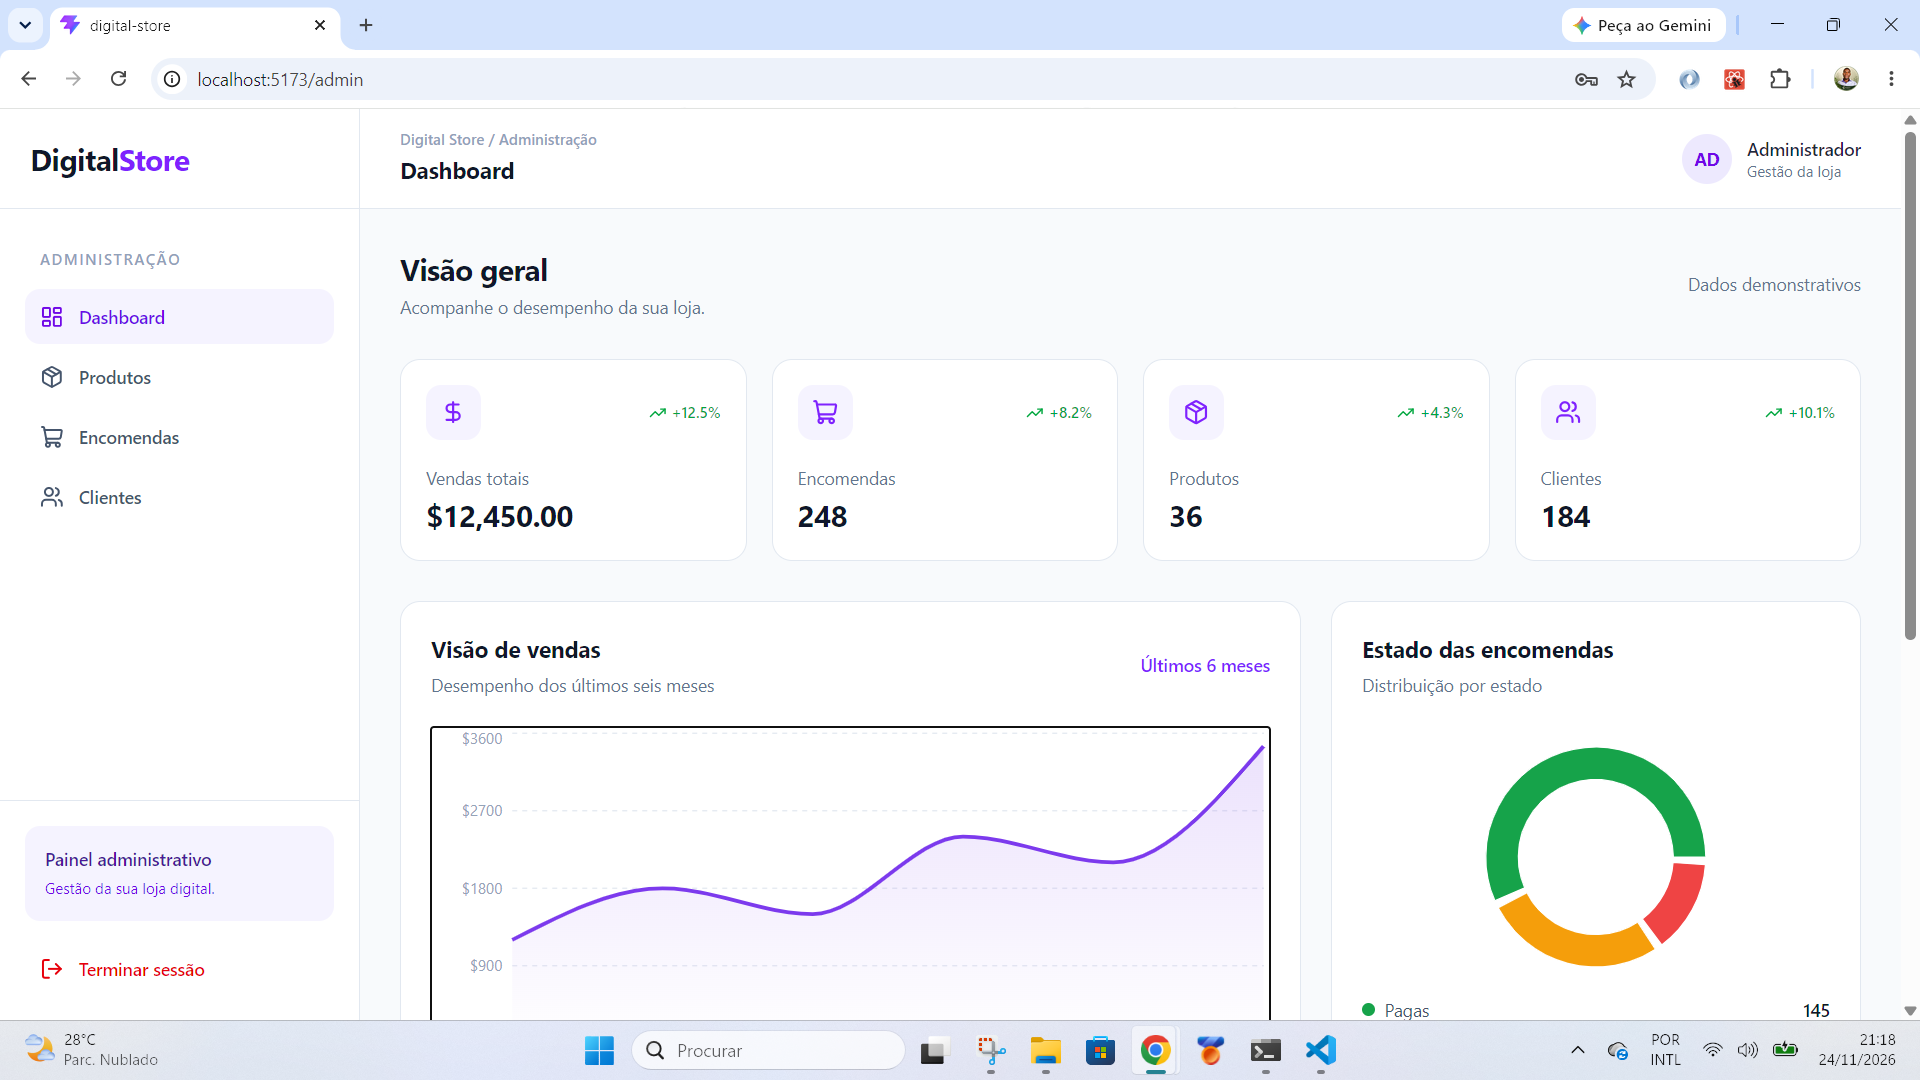 digital-store
Peça ao Gemini
localhost:5173/admin
DigitalStore
Digital Store / Administração
Dashboard
AD
Administrador
Gestão da loja
ADMINISTRAÇÃO
Dashboard
Produtos
Encomendas
Clientes
Visão geral
Acompanhe o desempenho da sua loja.
Dados demonstrativos
+12.5%
Vendas totais
$12,450.00
+8.2%
Encomendas
248
+4.3%
Produtos
36
+10.1%
Clientes
184
Visão de vendas
Desempenho dos últimos seis meses
Últimos 6 meses
$3600
$2700
$1800
$900
Estado das encomendas
Distribuição por estado
Pagas
145
Painel administrativo
Gestão da sua loja digital.
Terminar sessão
28°C
Parc. Nublado
Procurar
POR
INTL
21:18
24/11/2026